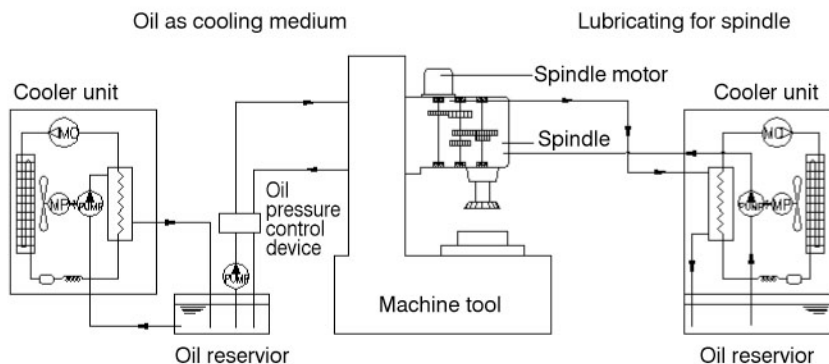 Oil as cooling medium
Lubricating for spindle
Spindle motor
Cooler unit
Cooler unit
MC
MC
Spindle
MP
PUMP
PUMP
MP
Oil
pressure
control
device
PUMP
Machine tool
Oil reservior
Oil reservior